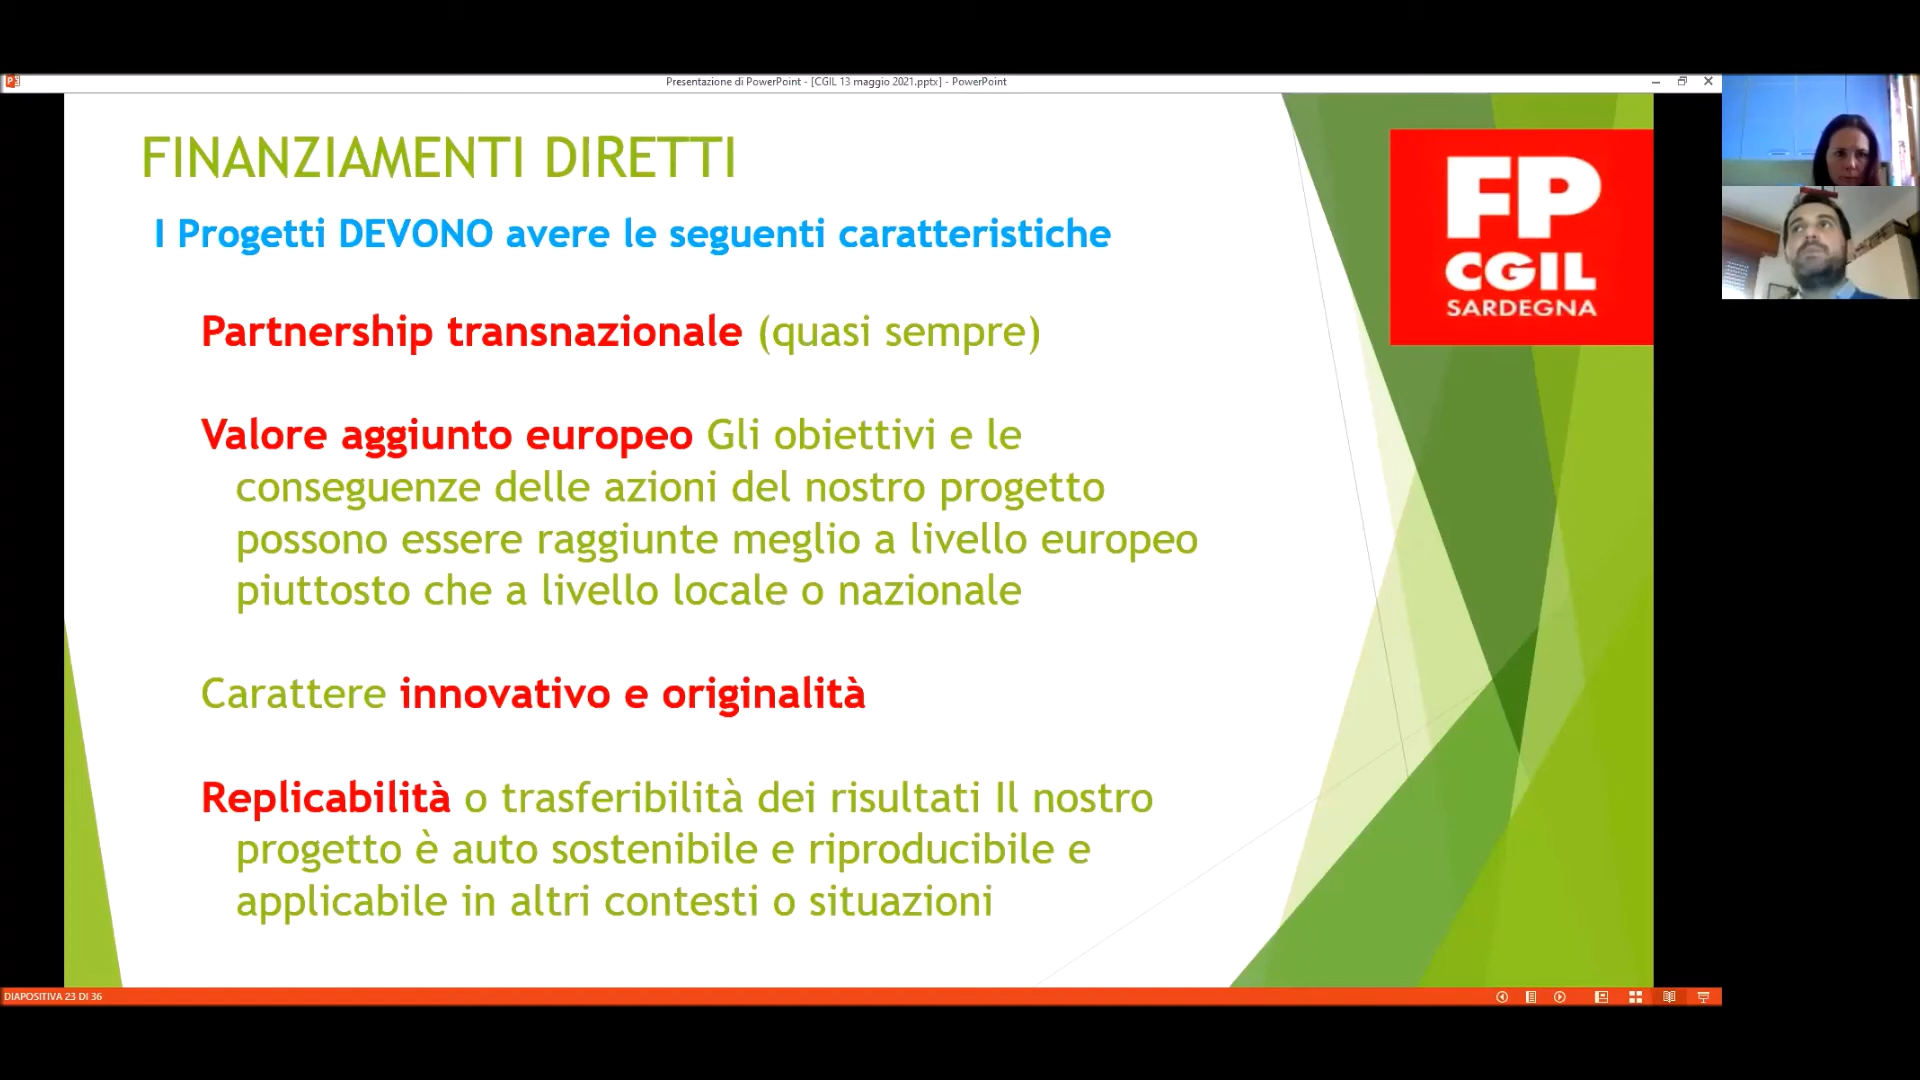 Presentazione di PowerPoint - [CGIL 13 maggio 2021.pptx] - PowerPoint
FINANZIAMENTI DIRETTI
I Progetti DEVONO avere le seguenti caratteristiche
Partnership transnazionale (quasi sempre)
Valore aggiunto europeo Gli obiettivi e le
conseguenze delle azioni del nostro progetto
possono essere raggiunte meglio a livello europeo
piuttosto che a livello locale o nazionale
Carattere innovativo e originalità
Replicabilità o trasferibilità dei risultati Il nostro
progetto è auto sostenibile e riproducibile e
applicabile in altri contesti o situazioni
FP
CGIL
SARDEGNA
DIAPOSITIVA 23 DI 36